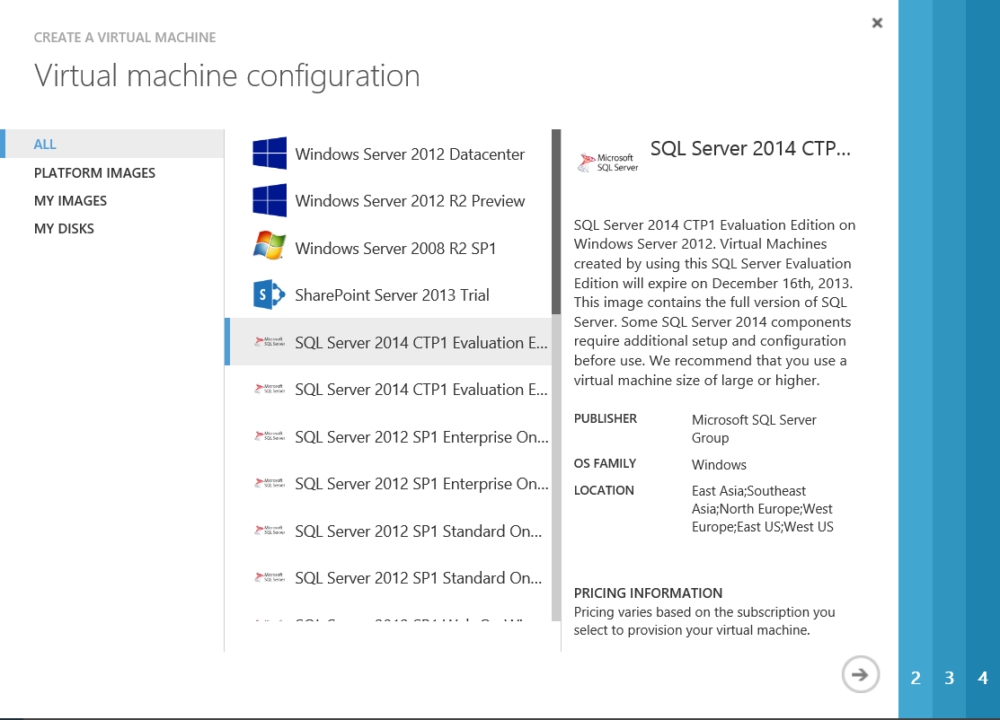 CREATE A VIRTUAL MACHINE
Virtual machine configuration
ALL
PLATFORM IMAGES
MY IMAGES
MY DISKS
Windows Server 2012 Datacenter
Windows Server 2012 R2 Preview
Windows Server 2008 R2 SP1
S
SharePoint Server 2013 Trial
Microsoft
SQL Server
SQL Server 2014 CTP1 Evaluation E...
Microsoft
SQL Server
SQL Server 2014 CTP1 Evaluation E...
Microsoft
SQL Server
SQL Server 2012 SP1 Enterprise On...
Microsoft
SQL Server
SQL Server 2012 SP1 Enterprise On...
Microsoft
SQL Server
SQL Server 2012 SP1 Standard On...
Microsoft
SQL Server
SQL Server 2012 SP1 Standard On...
Microsoft
SQL Server
SQL Server 2014 CTP...
SQL Server 2014 CTP1 Evaluation Edition on
Windows Server 2012. Virtual Machines
created by using this SQL Server Evaluation
Edition will expire on December 16th, 2013.
This image contains the full version of SQL
Server. Some SQL Server 2014 components
require additional setup and configuration
before use. We recommend that you use a
virtual machine size of large or higher.
PUBLISHER
Microsoft SQL Server
Group
OS FAMILY
Windows
LOCATION
East Asia;Southeast
Asia;North Europe;West
Europe;East US;West US
PRICING INFORMATION
Pricing varies based on the subscription you
select to provision your virtual machine.
2 3 4